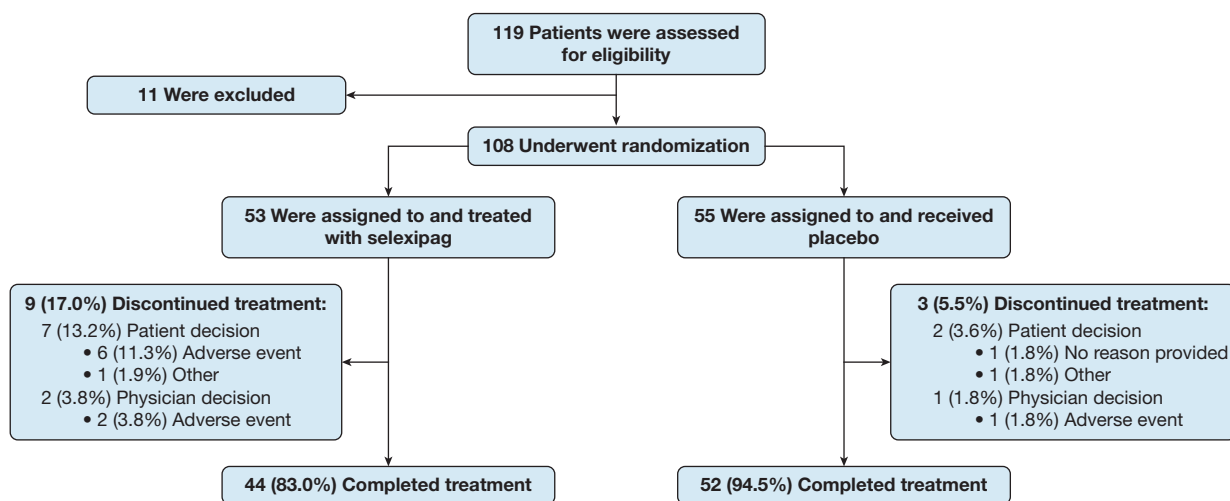 119 Patients were assessed
for eligibility
11 Were excluded
108 Underwent randomization
53 Were assigned to and treated
with selexipag
55 Were assigned to and received
placebo
9 (17.0%) Discontinued treatment:
7 (13.2%) Patient decision
• 6 (11.3%) Adverse event
• 1 (1.9%) Other
2 (3.8%) Physician decision
• 2 (3.8%) Adverse event
3 (5.5%) Discontinued treatment:
2 (3.6%) Patient decision
• 1 (1.8%) No reason provided
• 1 (1.8%) Other
1 (1.8%) Physician decision
• 1 (1.8%) Adverse event
44 (83.0%) Completed treatment
52 (94.5%) Completed treatment